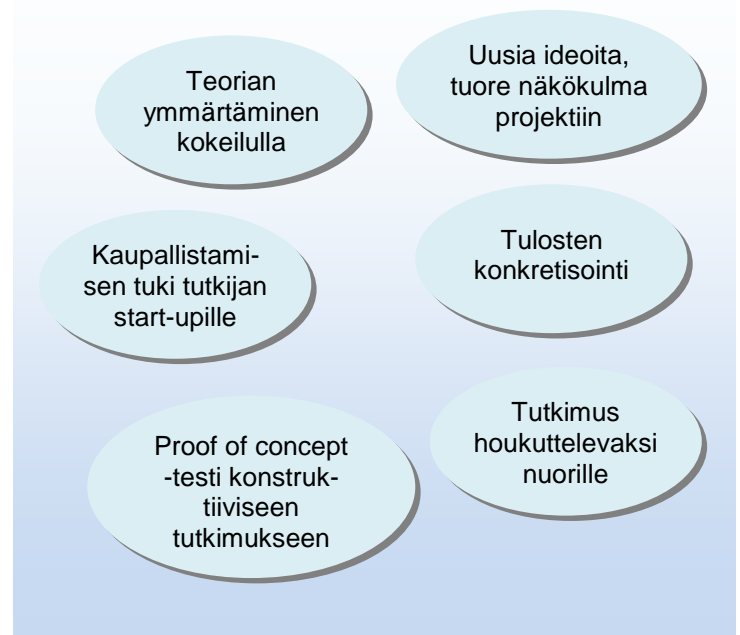 Teorian
ymmärtäminen
kokeilulla
Uusia ideoita,
tuore näkökulma
projektiin
Kaupallistami-
sen tuki tutkijan
start-upille
Tulosten
konkretisointi
Proof of concept
-testi konstruk-
tiiviseen
tutkimukseen
Tutkimus
houkuttelevaksi
nuorille